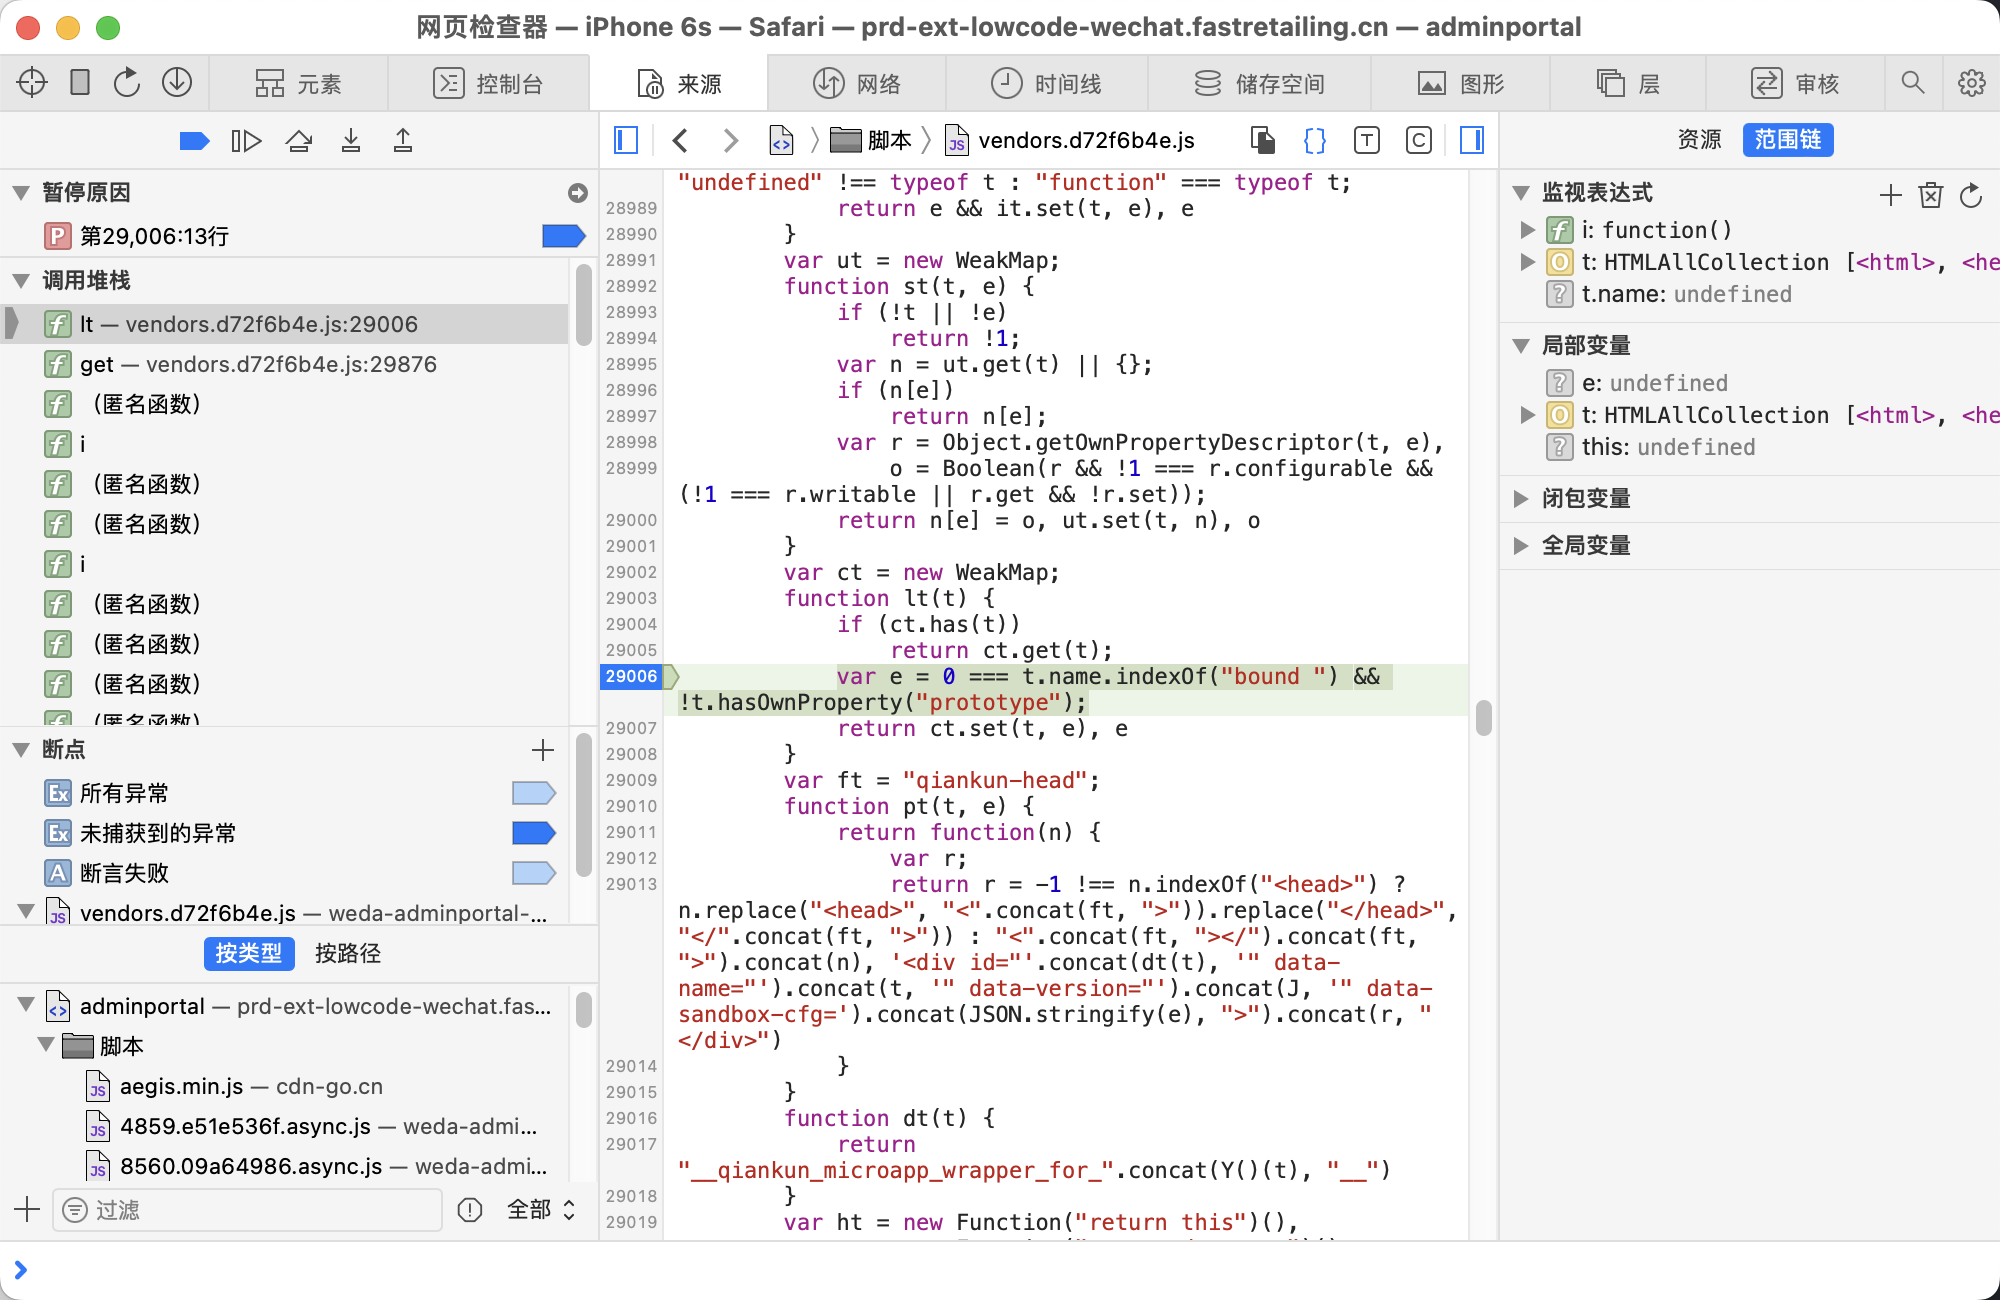 网页检查器 — iPhone 6s — Safari — prd-ext-lowcode-wechat.fastretailing.cn — adminportal
元素
控制台
来源
网络
时间线
储存空间
图形
层
审核
脚本
vendors.d72f6b4e.js
T
C
资源
范围链
暂停原因
P 第29,006:13行
调用堆栈
f lt — vendors.d72f6b4e.js:29006
f get — vendors.d72f6b4e.js:29876
f （匿名函数）
f i
f （匿名函数）
f （匿名函数）
f i
f （匿名函数）
f （匿名函数）
f （匿名函数）
f （匿名函数）
断点
Ex 所有异常
Ex 未捕获到的异常
A 断言失败
JS vendors.d72f6b4e.js — weda-adminportal-...
按类型 按路径
adminportal — prd-ext-lowcode-wechat.fas...
脚本
JS aegis.min.js — cdn-go.cn
JS 4859.e51e536f.async.js — weda-admi...
JS 8560.09a64986.async.js — weda-admi...
过滤
全部
"undefined" !== typeof t : "function" === typeof t;
28989 return e && it.set(t, e), e
28990 }
28991 var ut = new WeakMap;
28992 function st(t, e) {
28993 if (!t || !e)
28994 return !1;
28995 var n = ut.get(t) || {};
28996 if (n[e])
28997 return n[e];
28998 var r = Object.getOwnPropertyDescriptor(t, e),
28999 o = Boolean(r && !1 === r.configurable &&
(!1 === r.writable || r.get && !r.set));
29000 return n[e] = o, ut.set(t, n), o
29001 }
29002 var ct = new WeakMap;
29003 function lt(t) {
29004 if (ct.has(t))
29005 return ct.get(t);
29006 var e = 0 === t.name.indexOf("bound ") &&
!t.hasOwnProperty("prototype");
29007 return ct.set(t, e), e
29008 }
29009 var ft = "qiankun-head";
29010 function pt(t, e) {
29011 return function(n) {
29012 var r;
29013 return r = -1 !== n.indexOf("<head>") ?
n.replace("<head>", "<".concat(ft, ">")).replace("</head>",
"</".concat(ft, ">")) : "<".concat(ft, "></").concat(ft,
">").concat(n), '<div id="'.concat(dt(t), '" data-
name="').concat(t, '" data-version="').concat(J, '" data-
sandbox-cfg=').concat(JSON.stringify(e), ">").concat(r, "
</div>")
29014 }
29015 }
29016 function dt(t) {
29017 return
"__qiankun_microapp_wrapper_for_".concat(Y()(t), "__")
29018 }
29019 var ht = new Function("return this")(),
监视表达式
f i: function()
O t: HTMLAllCollection [<html>, <he
? t.name: undefined
局部变量
? e: undefined
O t: HTMLAllCollection [<html>, <he
? this: undefined
闭包变量
全局变量